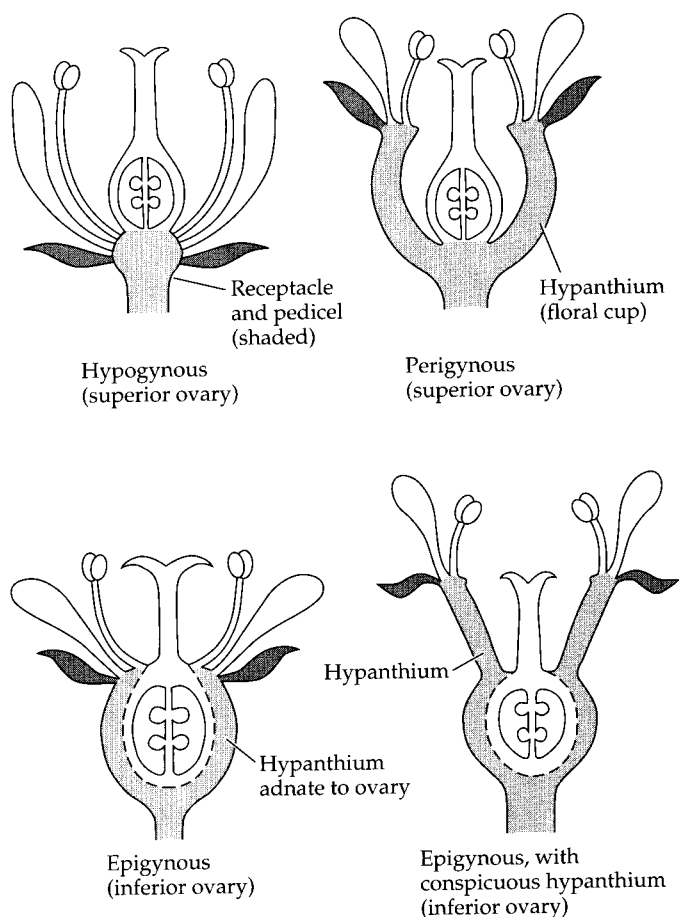 Receptacle
and pedicel
(shaded)
Hypogynous
(superior ovary)
Hypanthium
(floral cup)
Perigynous
(superior ovary)
Hypanthium
adnate to ovary
Epigynous
(inferior ovary)
Hypanthium
Epigynous, with
conspicuous hypanthium
(inferior ovary)